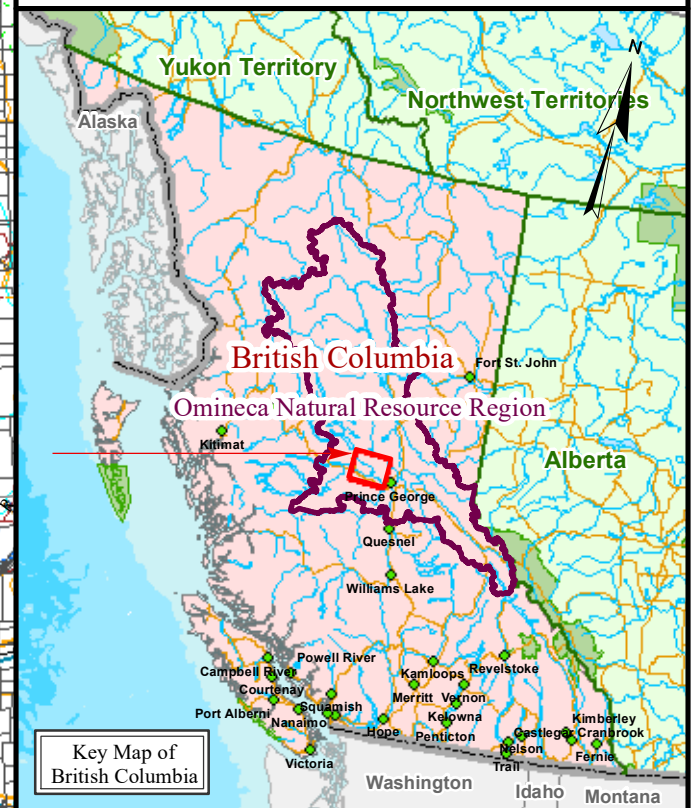 N
Yukon Territory
Northwest Territories
Alaska
British Columbia
Fort St. John
Omineca Natural Resource Region
Kitimat
Alberta
Prince George
Quesnel
Williams Lake
Powell River
Campbell River
Kamloops
Revelstoke
Courtenay
Merritt
Vernon
Squamish
Port Alberni
Nanaimo
Kelowna
Kimberley
Hope
Penticton
Castlegar
Cranbrook
Nelson
Fernie
Victoria
Trail
Key Map of
British Columbia
Washington
Idaho
Montana